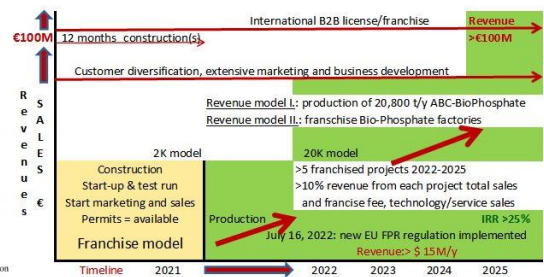 International B2B license/franchise
Revenue
€100M
12 months construction(s)
>€100M
Customer diversification, extensive marketing and business development
Revenues
SALES €
Revenue model I.: production of 20,800 t/y ABC-BioPhosphate
Revenue model II.: franschise Bio-Phosphate factories
2K model
20K model
Construction
Start-up & test run
Start marketing and sales
Permits = available
Franchise model
>5 franchised projects 2022-2025
>10% revenue from each project total sales
and francise fee, technology/service sales
Production
IRR >25%
July 16, 2022: new EU FPR regulation implemented
Revenue:> $ 15M/y
on
Timeline 2021 2022 2023 2024 2025